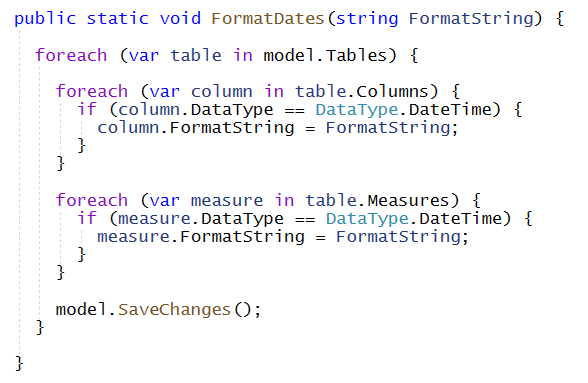 public static void FormatDates(string FormatString) {
foreach (var table in model.Tables) {
foreach (var column in table.Columns) {
if (column.DataType == DataType.DateTime) {
column.FormatString = FormatString;
}
}
foreach (var measure in table.Measures) {
if (measure.DataType == DataType.DateTime) {
measure.FormatString = FormatString;
}
}
model.SaveChanges();
}
}